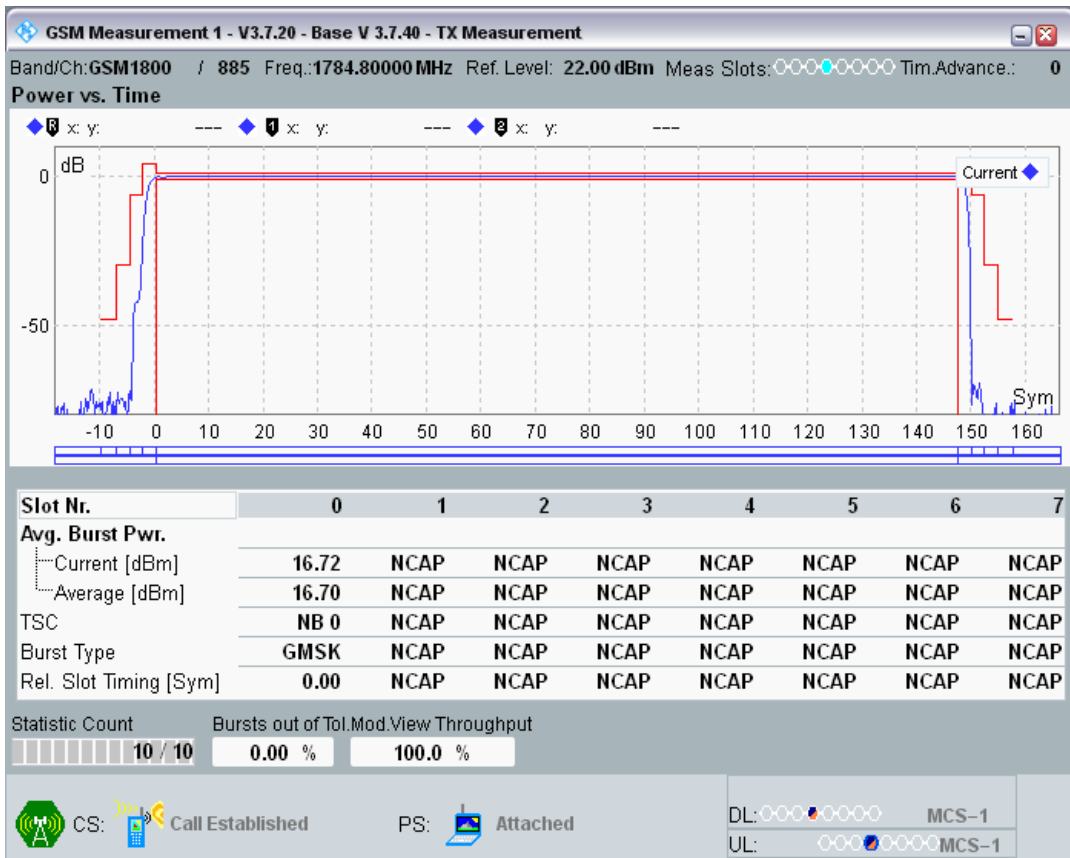 GSM Measurement 1 - V3.7.20 - Base V 3.7.40 - TX Measurement
Band/Ch:GSM1800 / 885 Freq.:1784.80000 MHz Ref. Level: 22.00 dBm Meas Slots: Tim.Advance.: 0
Power vs. Time
R x: y: --- 1 x: y: --- 2 x: y: ---
dB
Current
0
-50
Sym
-10 0 10 20 30 40 50 60 70 80 90 100 110 120 130 140 150 160
Slot Nr. 0 1 2 3 4 5 6 7
Avg. Burst Pwr.
Current [dBm] 16.72 NCAP NCAP NCAP NCAP NCAP NCAP NCAP
Average [dBm] 16.70 NCAP NCAP NCAP NCAP NCAP NCAP NCAP
TSC NB 0 NCAP NCAP NCAP NCAP NCAP NCAP NCAP
Burst Type GMSK NCAP NCAP NCAP NCAP NCAP NCAP NCAP
Rel. Slot Timing [Sym] 0.00 NCAP NCAP NCAP NCAP NCAP NCAP NCAP
Statistic Count Bursts out of Tol.Mod.View Throughput
10 / 10 0.00 % 100.0 %
CS: Call Established PS: Attached
DL: MCS-1
UL: MCS-1